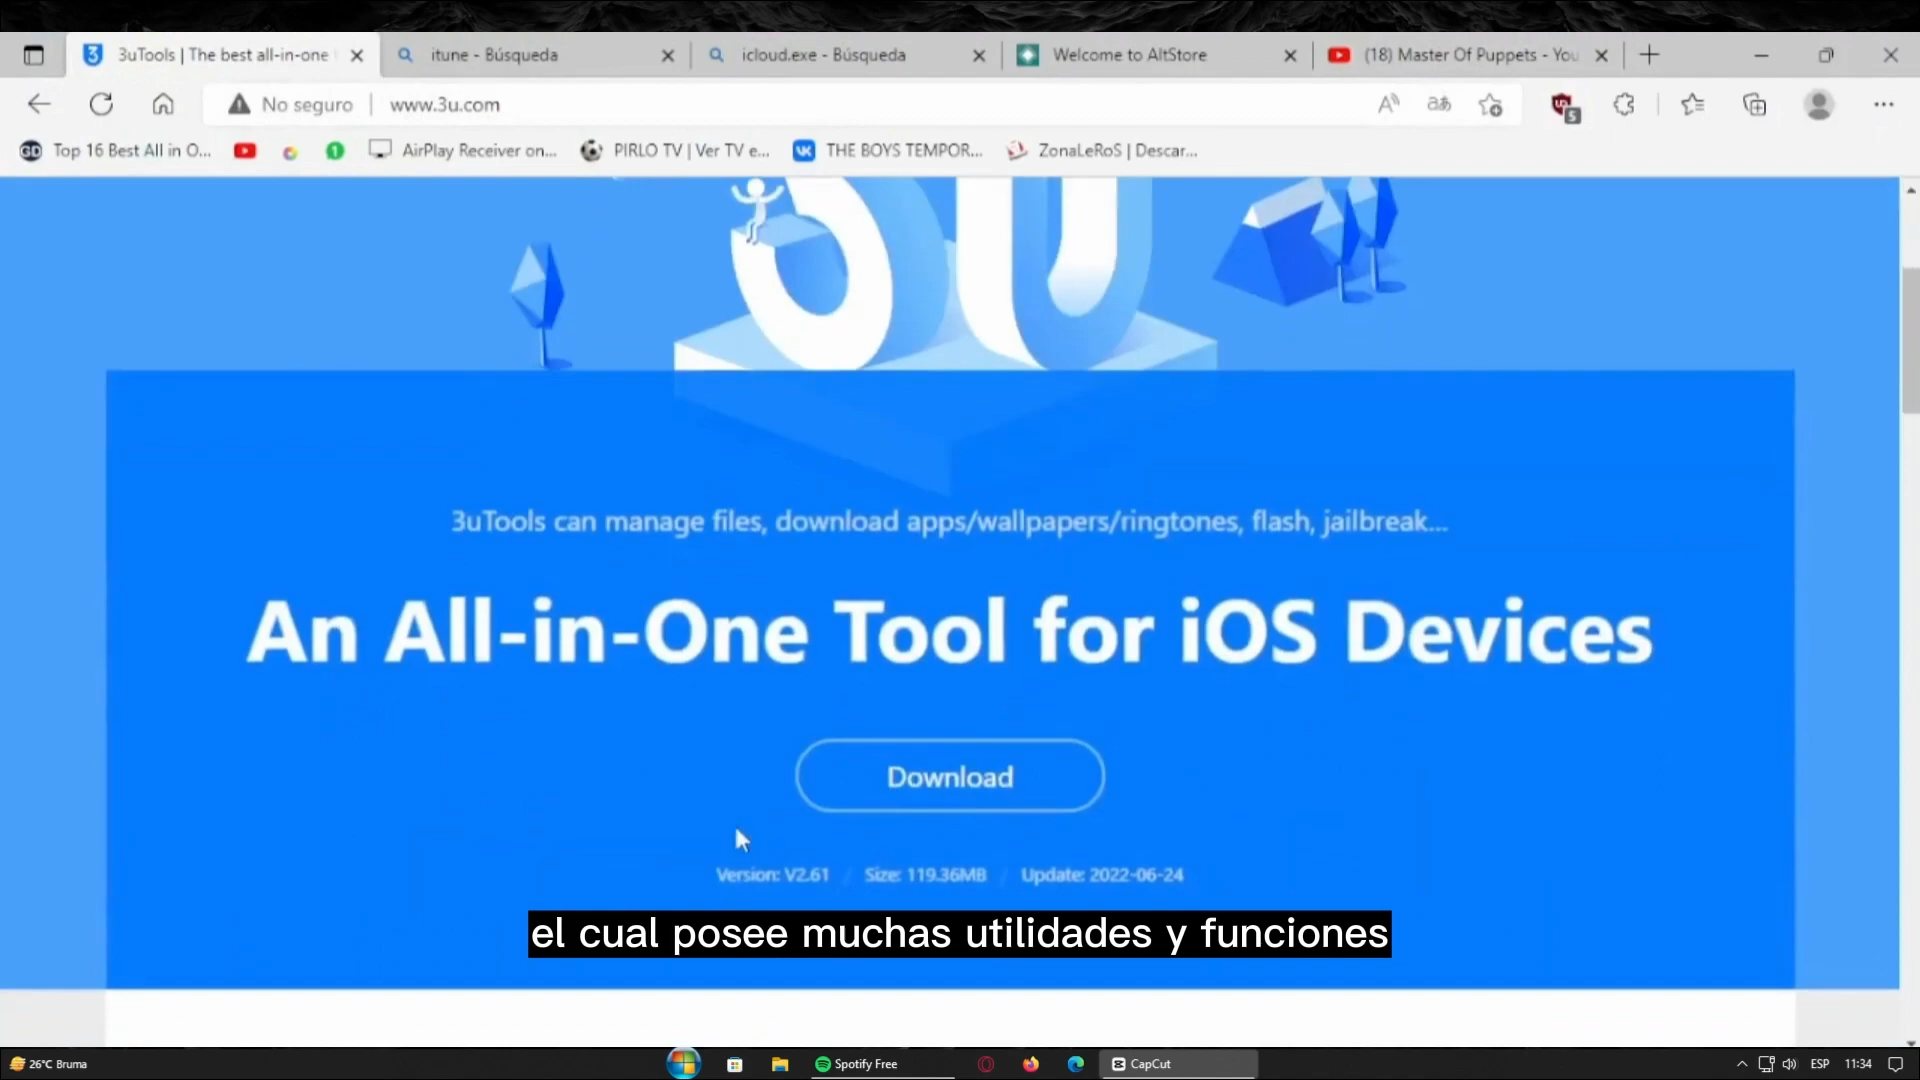 3uTools | The best all-in-one
itune - Búsqueda
icloud.exe - Búsqueda
Welcome to AltStore
(18) Master Of Puppets - You
No seguro
www.3u.com
Top 16 Best All in O...
AirPlay Receiver on...
PIRLO TV | Ver TV e...
THE BOYS TEMPOR...
ZonaLeRoS | Descar...
3U
3uTools can manage files, download apps/wallpapers/ringtones, flash, jailbreak...
An All-in-One Tool for iOS Devices
Download
Version: V2.61 / Size: 119.36MB / Update: 2022-06-24
el cual posee muchas utilidades y funciones
26°C Bruma
Spotify Free
CapCut
ESP
11:34